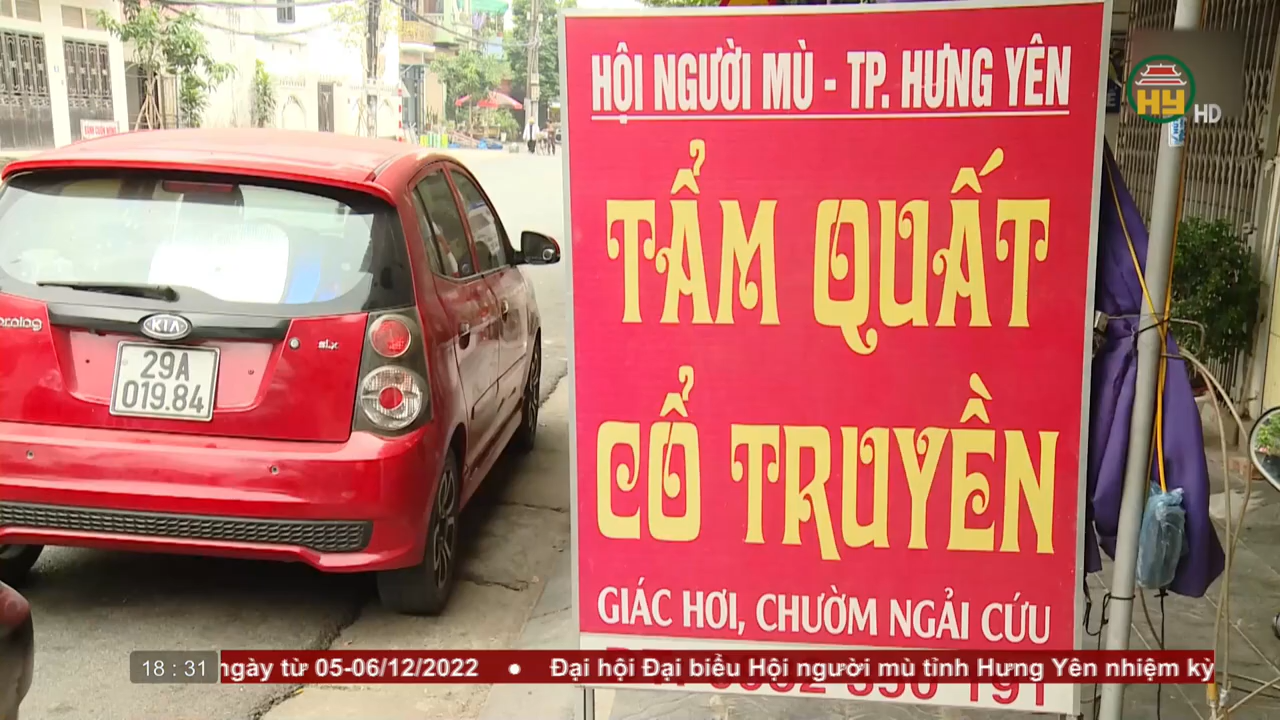 HỘI NGƯỜI MÙ - TP. HƯNG YÊN
HY HD
TẨM QUẤT
CỔ TRUYỀN
GIÁC HƠI, CHƯỜM NGẢI CỨU
KIA
SLX
29A
019.84
18 : 31
ngày từ 05-06/12/2022 ● Đại hội Đại biểu Hội người mù tỉnh Hưng Yên nhiệm kỳ